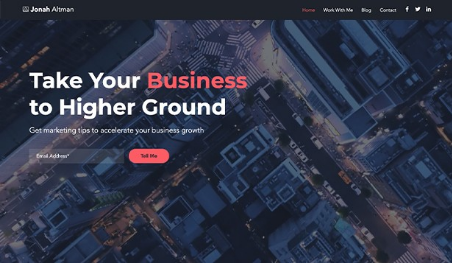 Jonah Altman
Home Work With Me Blog Contact
Take Your Business
to Higher Ground
Get marketing tips to accelerate your business growth
Email Address*
Tell Me